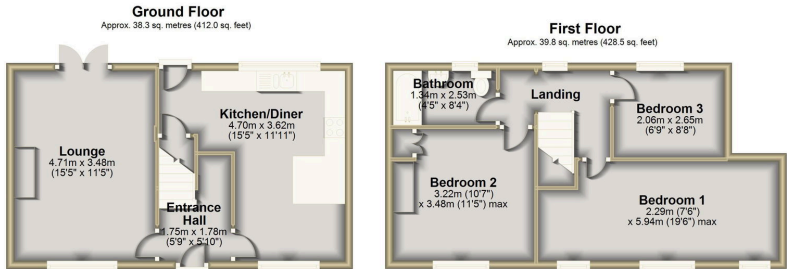 Ground Floor
Approx. 38.3 sq. metres (412.0 sq. feet)
Kitchen/Diner
4.70m x 3.62m
(15'5" x 11'11")
Lounge
4.71m x 3.48m
(15'5" x 11'5")
Entrance
Hall
1.75m x 1.78m
(5'9" x 5'10")
First Floor
Approx. 39.8 sq. metres (428.5 sq. feet)
Bathroom
1.34m x 2.53m
(4'5" x 8'4")
Landing
Bedroom 3
2.06m x 2.65m
(6'9" x 8'8")
Bedroom 2
3.22m (10'7")
x 3.48m (11'5") max
Bedroom 1
2.29m (7'6")
x 5.94m (19'6") max